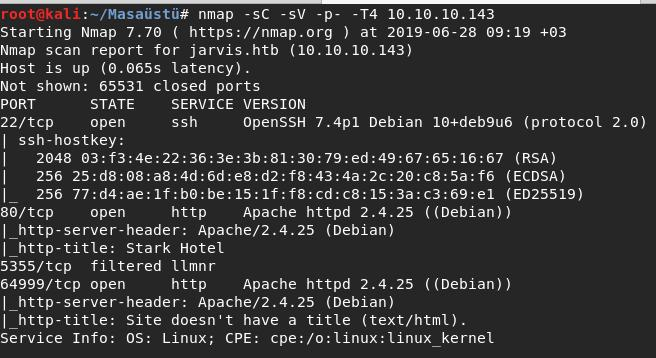 root@kali:~/Masaüstü# nmap -sC -sV -p- -T4 10.10.10.143
Starting Nmap 7.70 ( https://nmap.org ) at 2019-06-28 09:19 +03
Nmap scan report for jarvis.htb (10.10.10.143)
Host is up (0.065s latency).
Not shown: 65531 closed ports
PORT      STATE    SERVICE VERSION
22/tcp    open     ssh     OpenSSH 7.4p1 Debian 10+deb9u6 (protocol 2.0)
| ssh-hostkey:
|   2048 03:f3:4e:22:36:3e:3b:81:30:79:ed:49:67:65:16:67 (RSA)
|   256 25:d8:08:a8:4d:6d:e8:d2:f8:43:4a:2c:20:c8:5a:f6 (ECDSA)
|_  256 77:d4:ae:1f:b0:be:15:1f:f8:cd:c8:15:3a:c3:69:e1 (ED25519)
80/tcp    open     http    Apache httpd 2.4.25 ((Debian))
|_http-server-header: Apache/2.4.25 (Debian)
|_http-title: Stark Hotel
5355/tcp  filtered llmnr
64999/tcp open     http    Apache httpd 2.4.25 ((Debian))
|_http-server-header: Apache/2.4.25 (Debian)
|_http-title: Site doesn't have a title (text/html).
Service Info: OS: Linux; CPE: cpe:/o:linux:linux_kernel